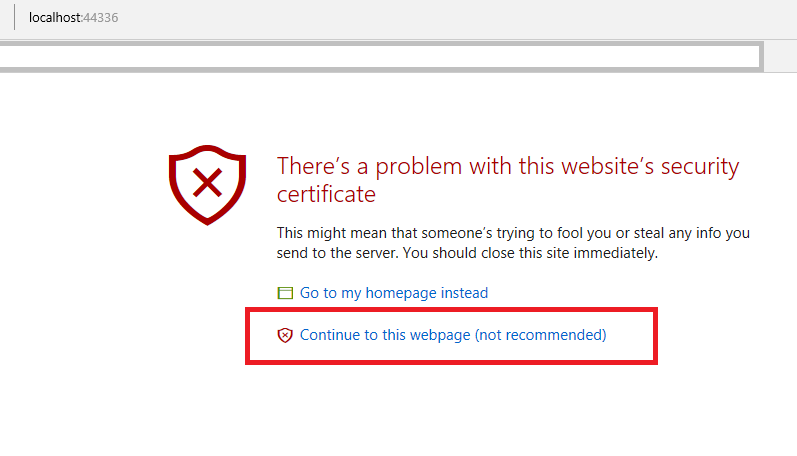 localhost:44336
There's a problem with this website's security
certificate
This might mean that someone's trying to fool you or steal any info you
send to the server. You should close this site immediately.
Go to my homepage instead
Continue to this webpage (not recommended)